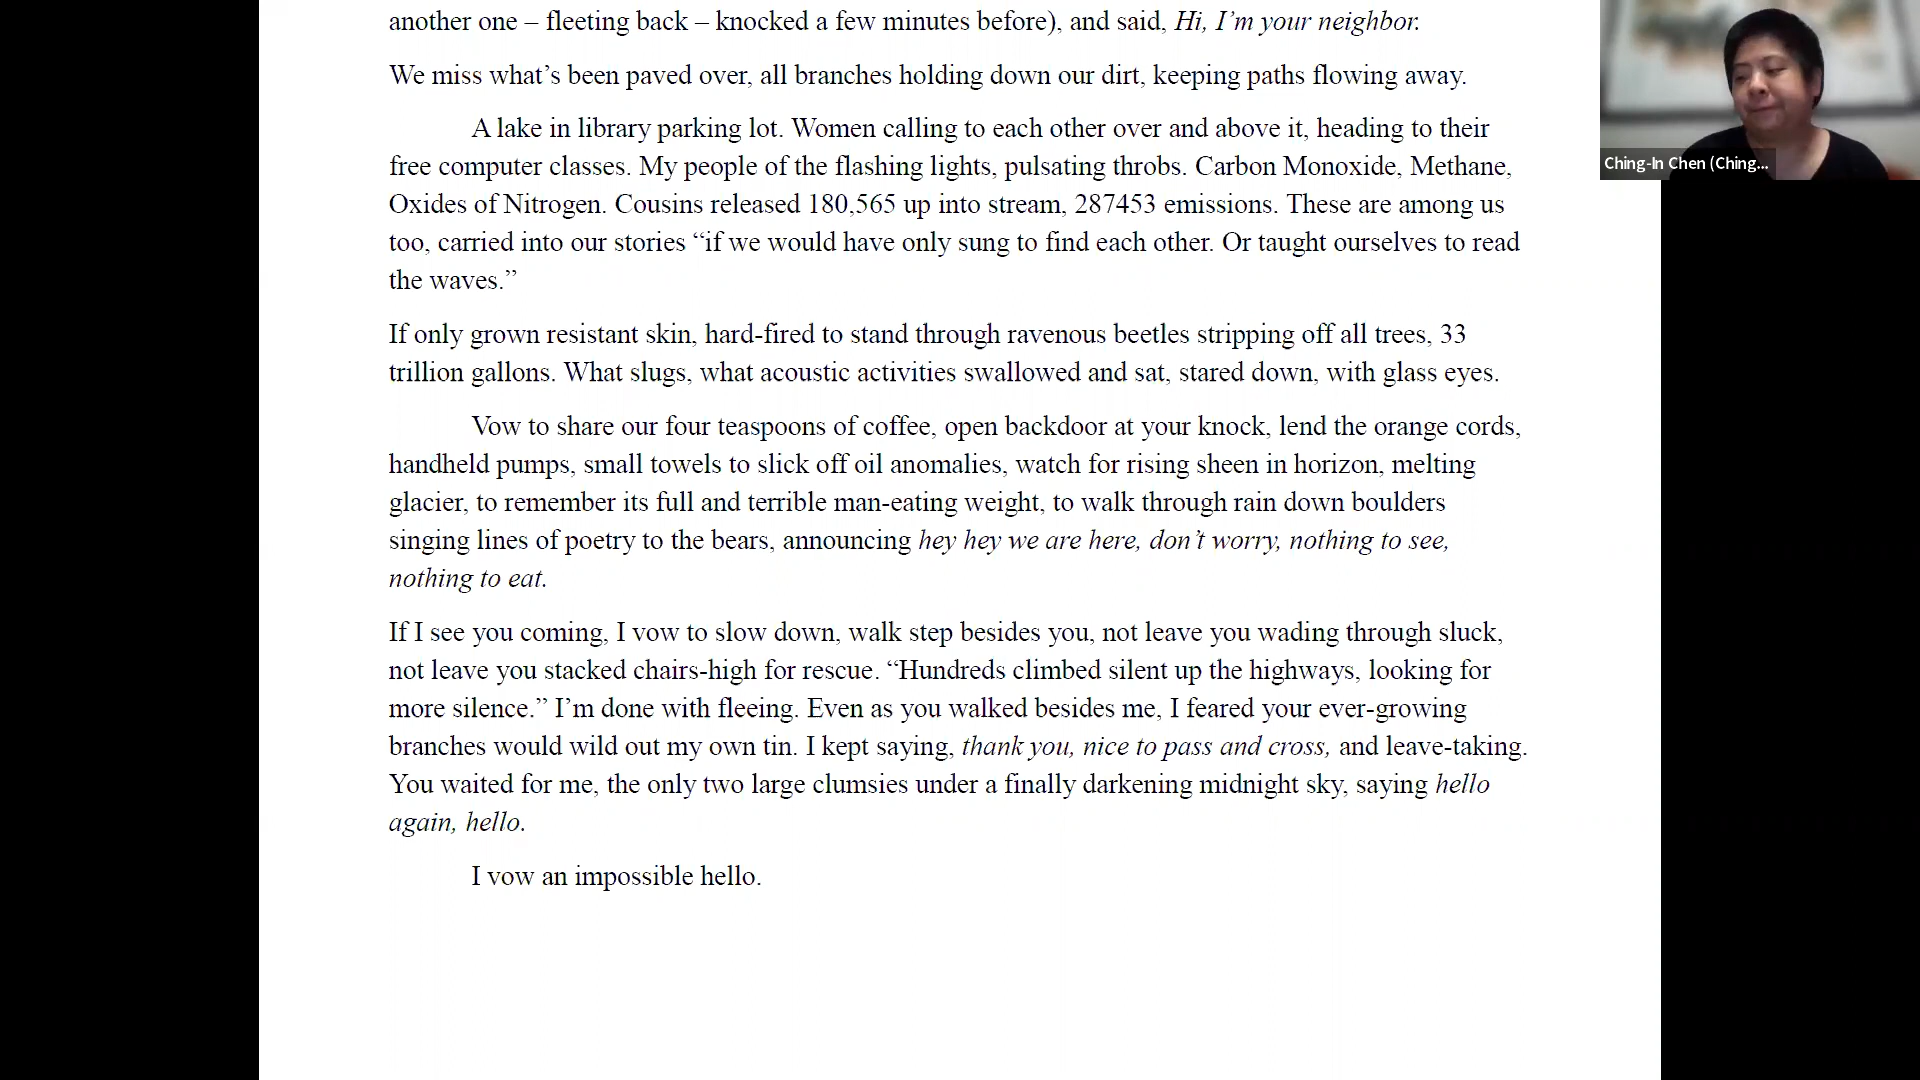 another one – fleeting back – knocked a few minutes before), and said, Hi, I’m your neighbor.
We miss what’s been paved over, all branches holding down our dirt, keeping paths flowing away.
A lake in library parking lot. Women calling to each other over and above it, heading to their
free computer classes. My people of the flashing lights, pulsating throbs. Carbon Monoxide, Methane,
Oxides of Nitrogen. Cousins released 180,565 up into stream, 287453 emissions. These are among us
too, carried into our stories “if we would have only sung to find each other. Or taught ourselves to read
the waves.”
If only grown resistant skin, hard-fired to stand through ravenous beetles stripping off all trees, 33
trillion gallons. What slugs, what acoustic activities swallowed and sat, stared down, with glass eyes.
Vow to share our four teaspoons of coffee, open backdoor at your knock, lend the orange cords,
handheld pumps, small towels to slick off oil anomalies, watch for rising sheen in horizon, melting
glacier, to remember its full and terrible man-eating weight, to walk through rain down boulders
singing lines of poetry to the bears, announcing hey hey we are here, don’t worry, nothing to see,
nothing to eat.
If I see you coming, I vow to slow down, walk step besides you, not leave you wading through sluck,
not leave you stacked chairs-high for rescue. “Hundreds climbed silent up the highways, looking for
more silence.” I’m done with fleeing. Even as you walked besides me, I feared your ever-growing
branches would wild out my own tin. I kept saying, thank you, nice to pass and cross, and leave-taking.
You waited for me, the only two large clumsies under a finally darkening midnight sky, saying hello
again, hello.
I vow an impossible hello.
Ching-In Chen (Ching...